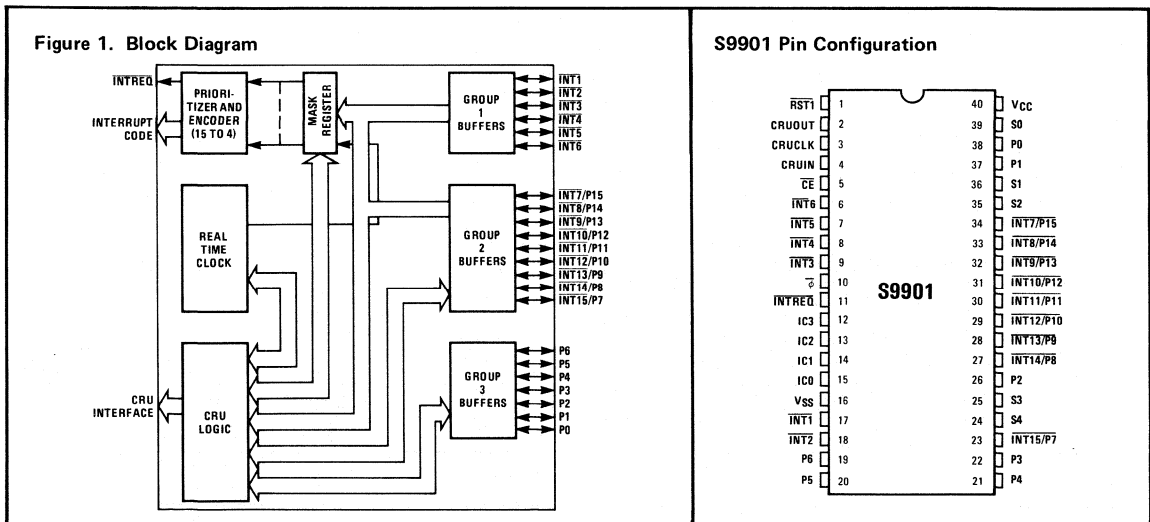 Figure 1. Block Diagram
INTREQ
INTERRUPT
CODE
PRIORI-
TIZER AND
ENCODER
(15 TO 4)
MASK
REGISTER
GROUP
1
BUFFERS
INT1
INT2
INT3
INT4
INT5
INT6
REAL
TIME
CLOCK
GROUP
2
BUFFERS
INT7/P15
INT8/P14
INT9/P13
INT10/P12
INT11/P11
INT12/P10
INT13/P9
INT14/P8
INT15/P7
CRU
INTERFACE
CRU
LOGIC
GROUP
3
BUFFERS
P6
P5
P4
P3
P2
P1
P0
S9901 Pin Configuration
S9901
RST1 1
CRUOUT 2
CRUCLK 3
CRUIN 4
CE 5
INT6 6
INT5 7
INT4 8
INT3 9
φ 10
INTREQ 11
IC3 12
IC2 13
IC1 14
IC0 15
VSS 16
INT1 17
INT2 18
P6 19
P5 20
40 VCC
39 S0
38 P0
37 P1
36 S1
35 S2
34 INT7/P15
33 INT8/P14
32 INT9/P13
31 INT10/P12
30 INT11/P11
29 INT12/P10
28 INT13/P9
27 INT14/P8
26 P2
25 S3
24 S4
23 INT15/P7
22 P3
21 P4